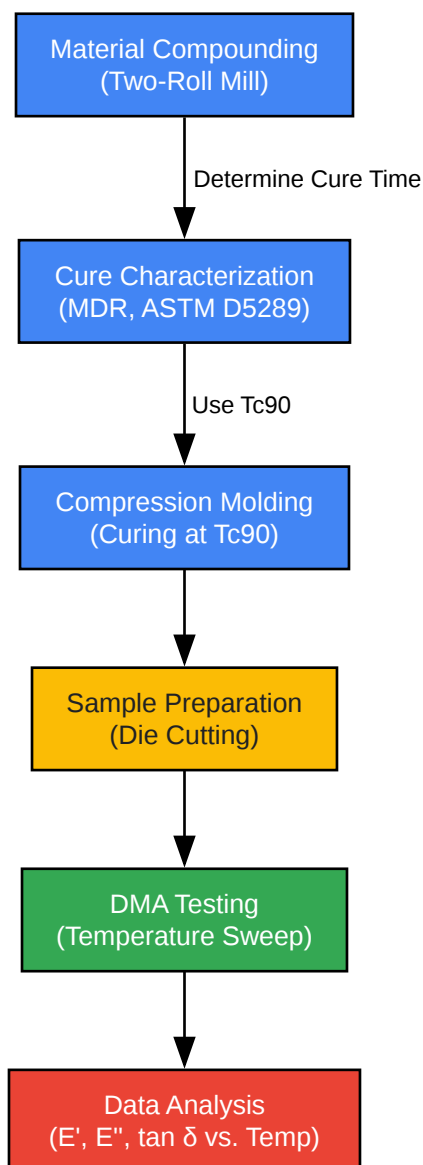 Material Compounding
(Two-Roll Mill)
Determine Cure Time
Cure Characterization
(MDR, ASTM D5289)
Use Tc90
Compression Molding
(Curing at Tc90)
Sample Preparation
(Die Cutting)
DMA Testing
(Temperature Sweep)
Data Analysis
(E', E", tan δ vs. Temp)